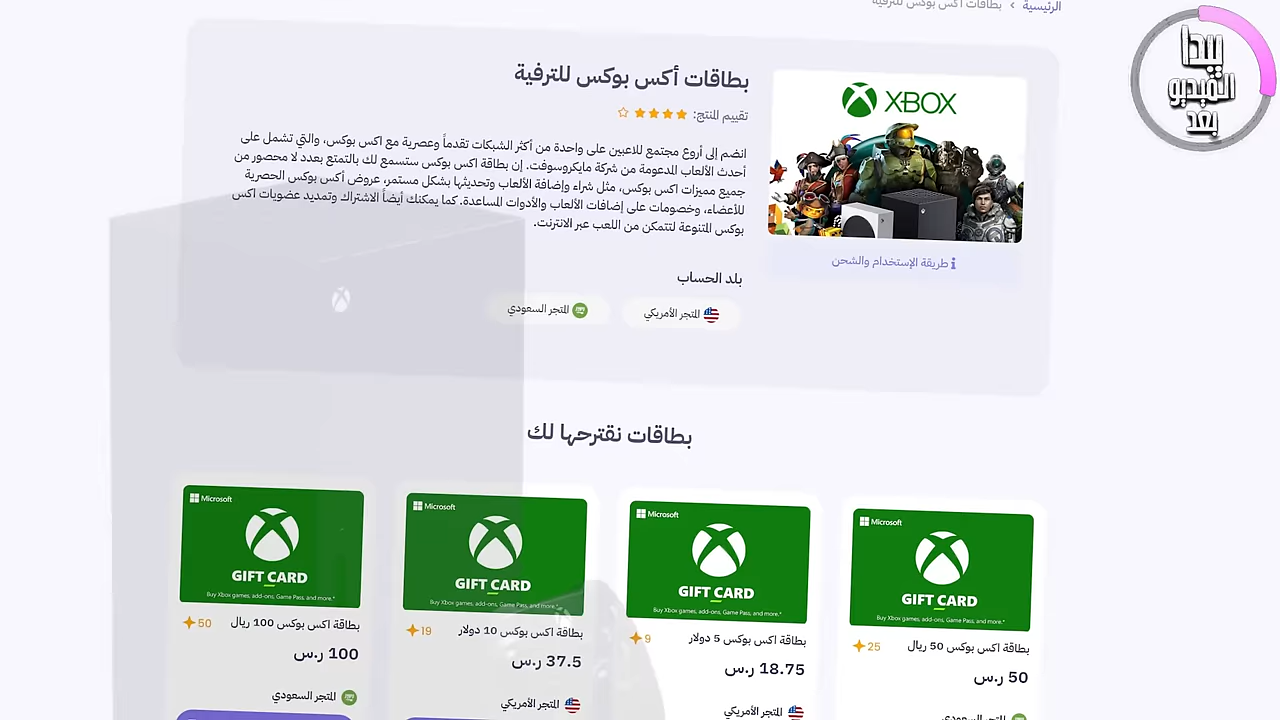 الرئيسية › بطاقات أكس بوكس للترفية
يبدا
الفيديو
بعد
بطاقات أكس بوكس للترفية
تقييم المنتج:
انضم إلى أروع مجتمع للاعبين على واحدة من أكثر الشبكات تقدماً وعصرية مع اكس بوكس، والتي تشمل على
أحدث الألعاب المدعومة من شركة مايكروسوفت. إن بطاقة اكس بوكس ستسمع لك بالتمتع بعدد لا محصور من
جميع مميزات اكس بوكس، مثل شراء وإضافة الألعاب وتحديثها بشكل مستمر، عروض أكس بوكس الحصرية
للأعضاء، وخصومات على إضافات الألعاب والأدوات المساعدة. كما يمكنك أيضاً الاشتراك وتمديد عضويات اكس
بوكس المتنوعة لتتمكن من اللعب عبر الانترنت.
XBOX
طريقة الإستخدام والشحن
بلد الحساب
المتجر الأمريكي
المتجر السعودي
بطاقات نقترحها لك
Microsoft
GIFT CARD
Buy Xbox games, add-ons, Game Pass, and more.*
بطاقة اكس بوكس 50 ريال
25
50 ر.س
المتجر السعودي
Microsoft
GIFT CARD
Buy Xbox games, add-ons, Game Pass, and more.*
بطاقة اكس بوكس 5 دولار
9
18.75 ر.س
المتجر الأمريكي
Microsoft
GIFT CARD
Buy Xbox games, add-ons, Game Pass, and more.*
بطاقة اكس بوكس 10 دولار
19
37.5 ر.س
المتجر الأمريكي
Microsoft
GIFT CARD
Buy Xbox games, add-ons, Game Pass, and more.*
بطاقة اكس بوكس 100 ريال
50
100 ر.س
المتجر السعودي